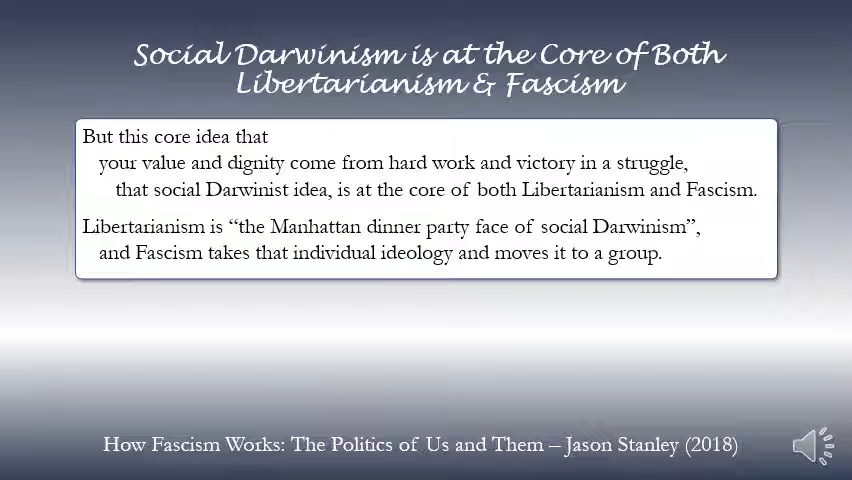 Social Darwinism is at the Core of Both
Libertarianism & Fascism
But this core idea that
your value and dignity come from hard work and victory in a struggle,
that social Darwinist idea, is at the core of both Libertarianism and Fascism.
Libertarianism is “the Manhattan dinner party face of social Darwinism”,
and Fascism takes that individual ideology and moves it to a group.
How Fascism Works: The Politics of Us and Them – Jason Stanley (2018)